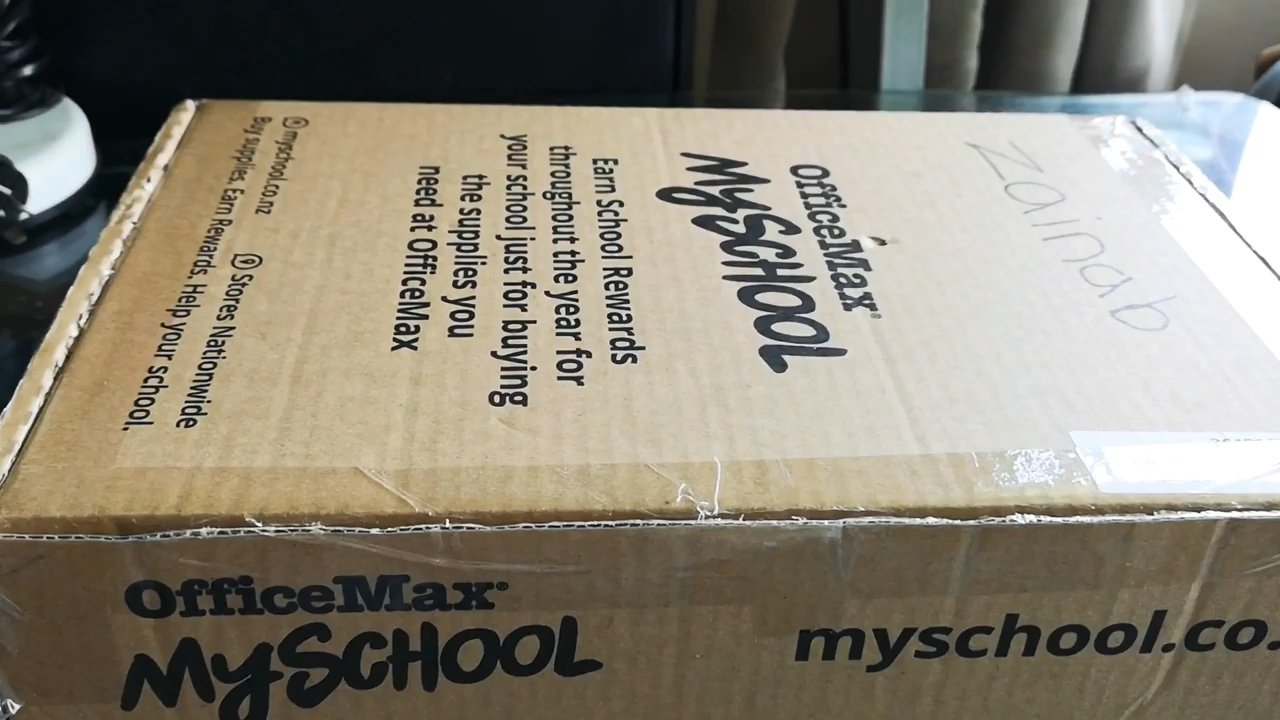 zainab
OfficeMax®
MySCHOOL
Earn School Rewards
throughout the year for
your school just for buying
the supplies you
need at OfficeMax
myschool.co.nz Stores Nationwide
Buy supplies. Earn Rewards. Help your school.
OfficeMax®
MySCHOOL
myschool.co.